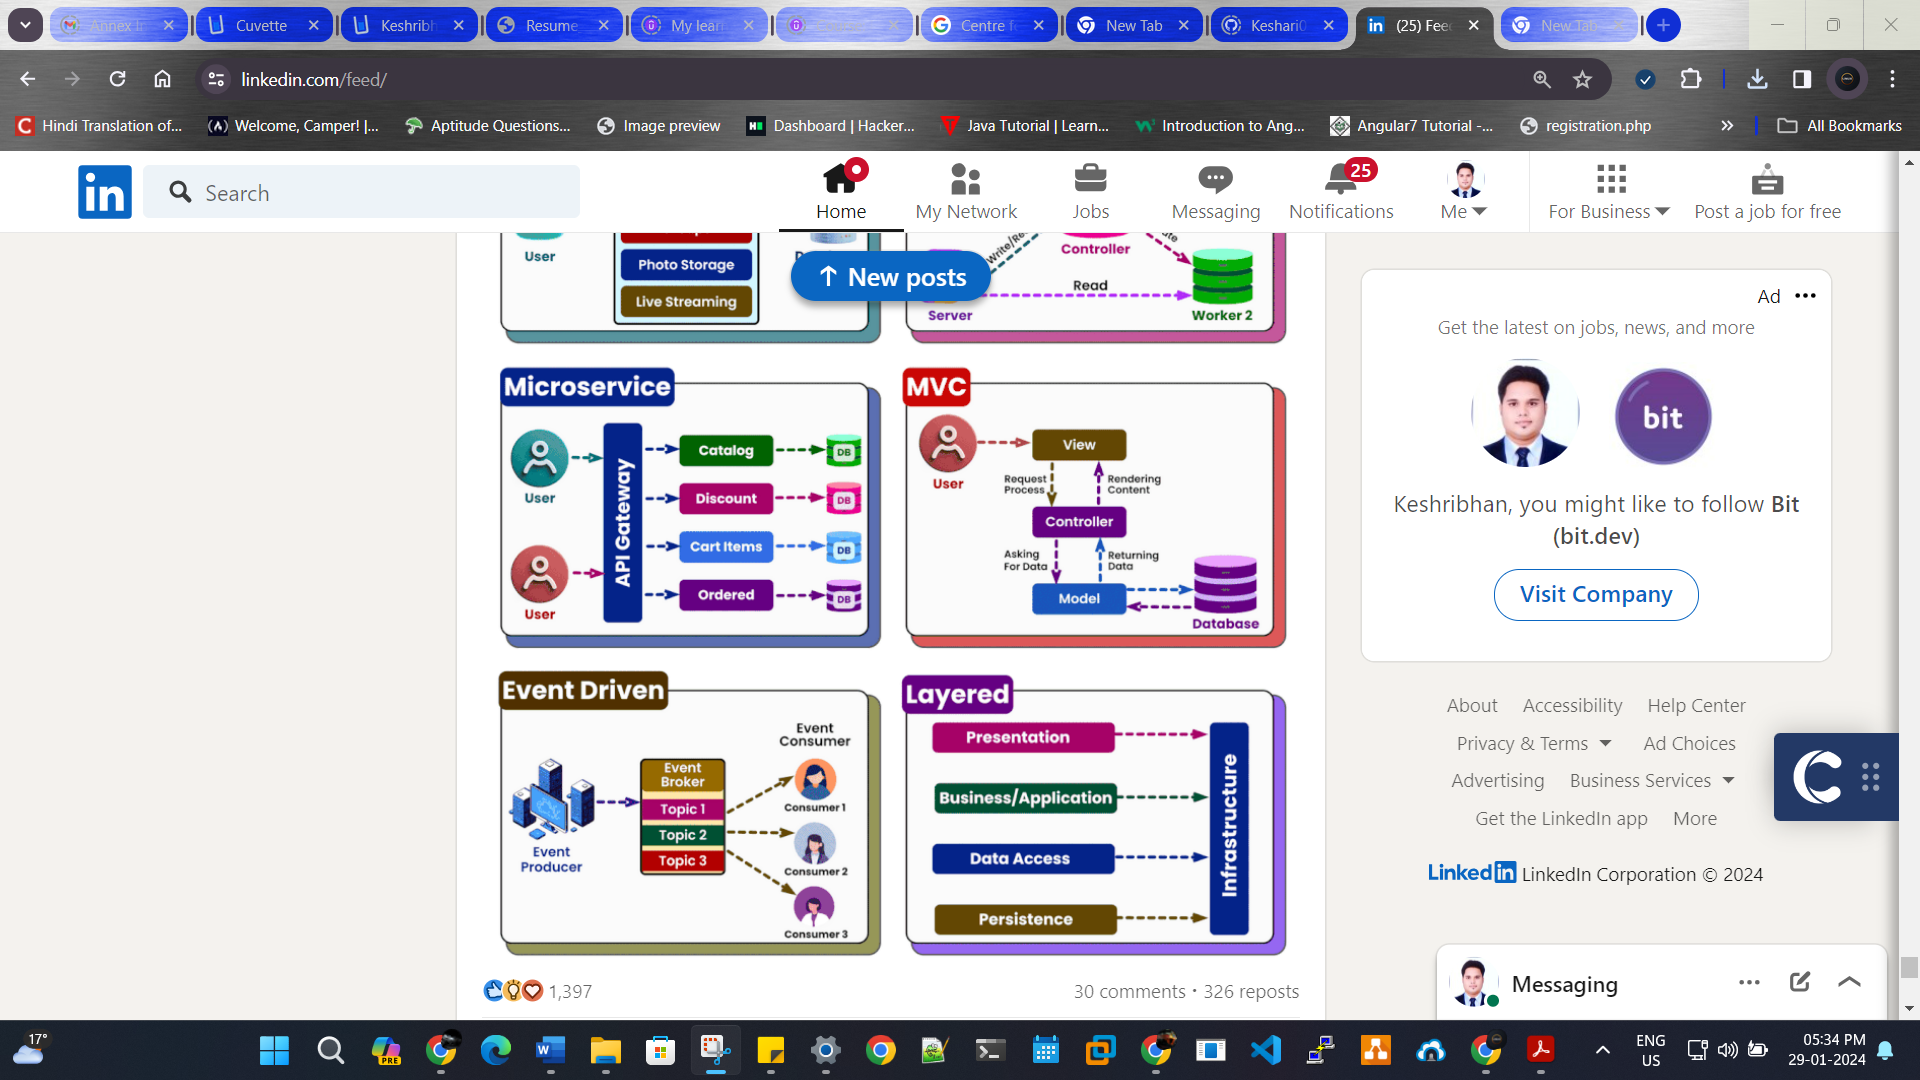 Annex I
Cuvette
Keshribh
Resume
My learn
Centre fo
New Tab
Keshari0
(25) Feed
New Tab
linkedin.com/feed/
Hindi Translation of...
Welcome, Camper! |...
Aptitude Questions...
Image preview
Dashboard | Hacker...
Java Tutorial | Learn...
Introduction to Ang...
Angular7 Tutorial -...
registration.php
All Bookmarks
in
Search
Home
My Network
Jobs
Messaging
25
Notifications
Me
For Business
Post a job for free
New posts
User
Photo Storage
Live Streaming
Write/Re
Controller
Read
Server
Worker 2
Microservice
User
User
API Gateway
Catalog
DB
Discount
DB
Cart Items
DB
Ordered
DB
MVC
User
View
Request
Process
Rendering
Content
Controller
Asking
For Data
Returning
Data
Model
Database
Event Driven
Event
Producer
Event
Broker
Topic 1
Topic 2
Topic 3
Event
Consumer
Consumer 1
Consumer 2
Consumer 3
Layered
Presentation
Business/Application
Data Access
Persistence
Infrastructure
1,397
30 comments • 326 reposts
Ad
Get the latest on jobs, news, and more
bit
Keshribhan, you might like to follow Bit
(bit.dev)
Visit Company
About Accessibility Help Center
Privacy & Terms Ad Choices
Advertising Business Services
Get the LinkedIn app More
LinkedIn LinkedIn Corporation © 2024
Messaging
17°
PRE
ENG
US
05:34 PM
29-01-2024